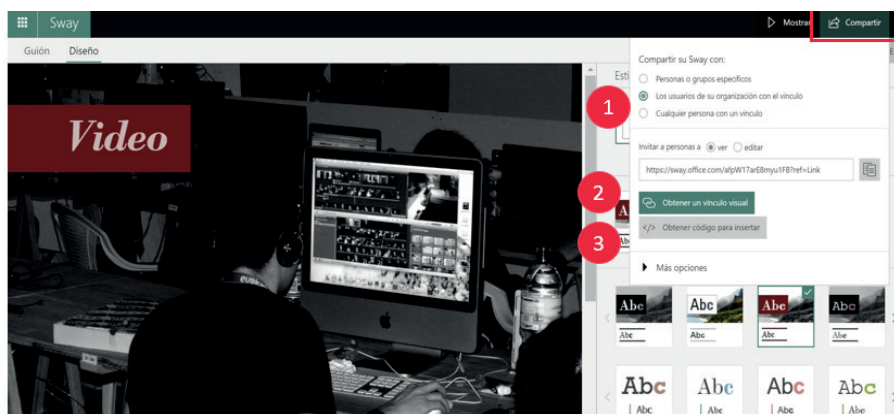 Sway
Mostrar
Compartir
Guión
Diseño
Compartir su Sway con:
Personas o grupos específicos
Los usuarios de su organización con el vínculo
Cualquier persona con un vínculo
1
Video
Invitar a personas a ver editar
https://sway.office.com/afpW17arE8myu1FB?ref=Link
2
Obtener un vínculo visual
3
</> Obtener código para insertar
Más opciones
Abc Abc Abc Abc
Abc Abc Abc Abc
Abc Abc Abc Abc
Abc Abc Abc Abc